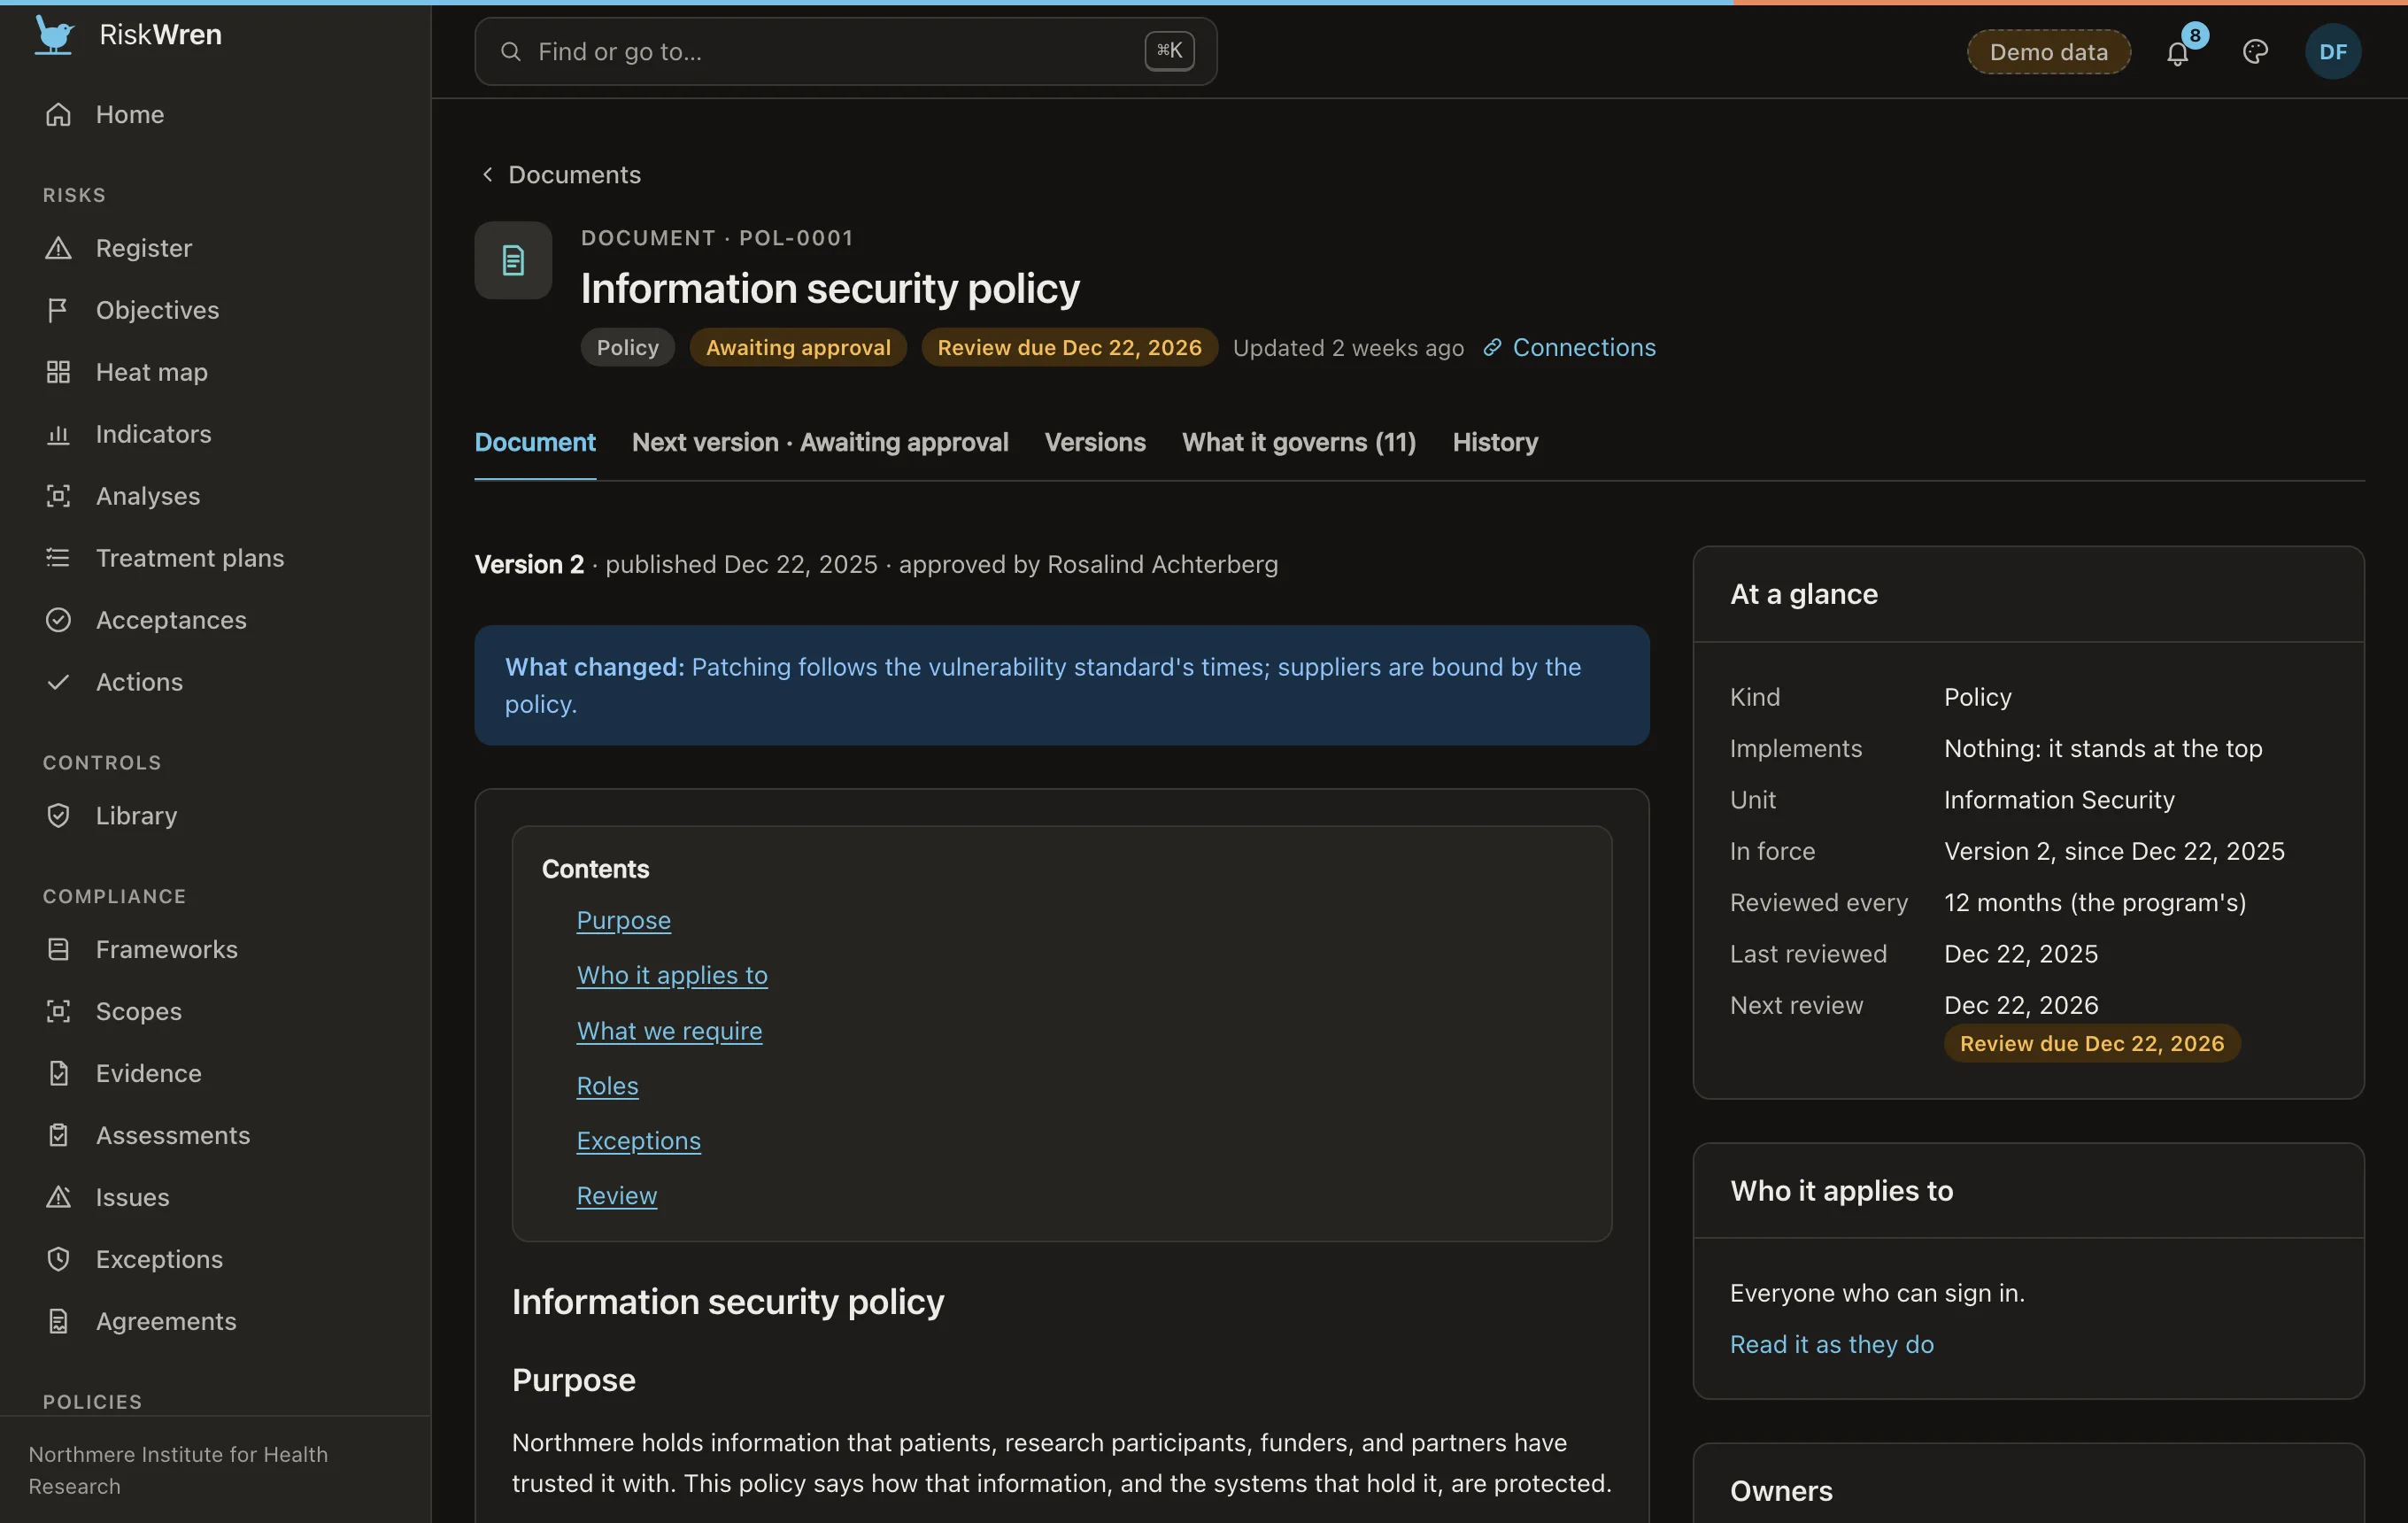 RiskWren
Find or go to...
⌘K
Demo data
8
DF
Home
RISKS
Register
Objectives
Heat map
Indicators
Analyses
Treatment plans
Acceptances
Actions
CONTROLS
Library
COMPLIANCE
Frameworks
Scopes
Evidence
Assessments
Issues
Exceptions
Agreements
POLICIES
Northmere Institute for Health
Research
Documents
DOCUMENT · POL-0001
Information security policy
Policy
Awaiting approval
Review due Dec 22, 2026
Updated 2 weeks ago
Connections
Document
Next version · Awaiting approval
Versions
What it governs (11)
History
Version 2 · published Dec 22, 2025 · approved by Rosalind Achterberg
What changed: Patching follows the vulnerability standard's times; suppliers are bound by the
policy.
Contents
Purpose
Who it applies to
What we require
Roles
Exceptions
Review
Information security policy
Purpose
Northmere holds information that patients, research participants, funders, and partners have
trusted it with. This policy says how that information, and the systems that hold it, are protected.
At a glance
Kind Policy
Implements Nothing: it stands at the top
Unit Information Security
In force Version 2, since Dec 22, 2025
Reviewed every 12 months (the program's)
Last reviewed Dec 22, 2025
Next review Dec 22, 2026
Review due Dec 22, 2026
Who it applies to
Everyone who can sign in.
Read it as they do
Owners